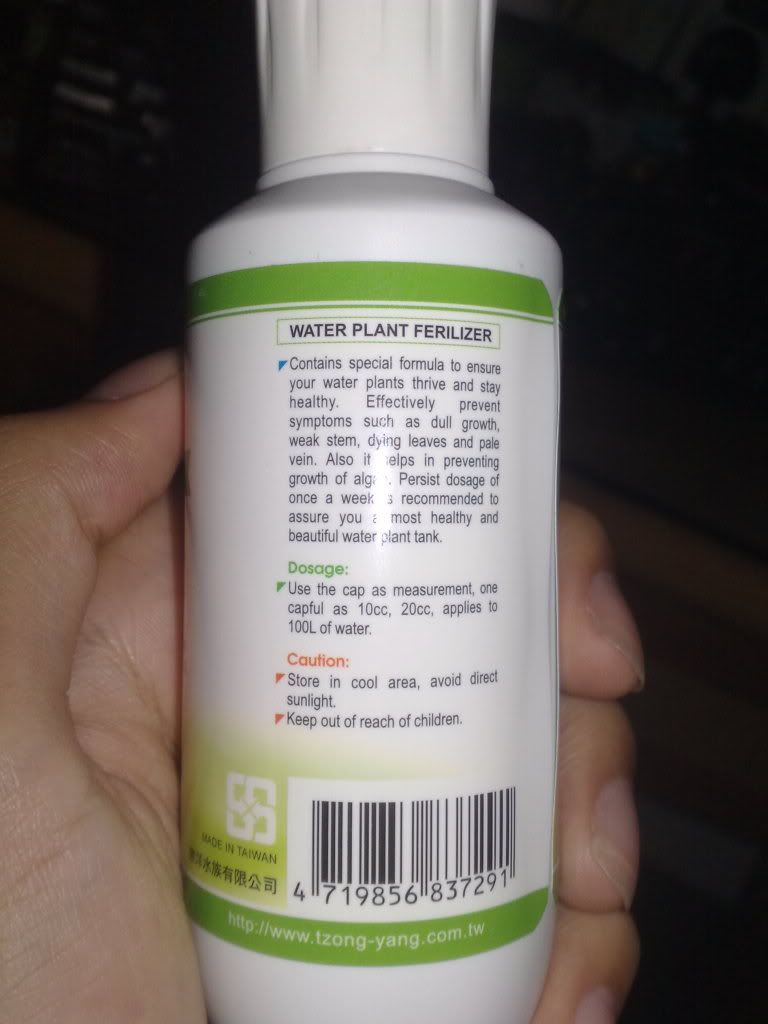 WATER PLANT FERILIZER
Contains special formula to ensure
your water plants thrive and stay
healthy. Effectively prevent
symptoms such as dull growth,
weak stem, dying leaves and pale
vein. Also it helps in preventing
growth of algae. Persist dosage of
once a week is recommended to
assure you a most healthy and
beautiful water plant tank.
Dosage:
Use the cap as measurement, one
capful as 10cc, 20cc, applies to
100L of water.
Caution:
Store in cool area, avoid direct
sunlight.
Keep out of reach of children.
MADE IN TAIWAN
洋水族有限公司
4 719856 837291
http://www.tzong-yang.com.tw